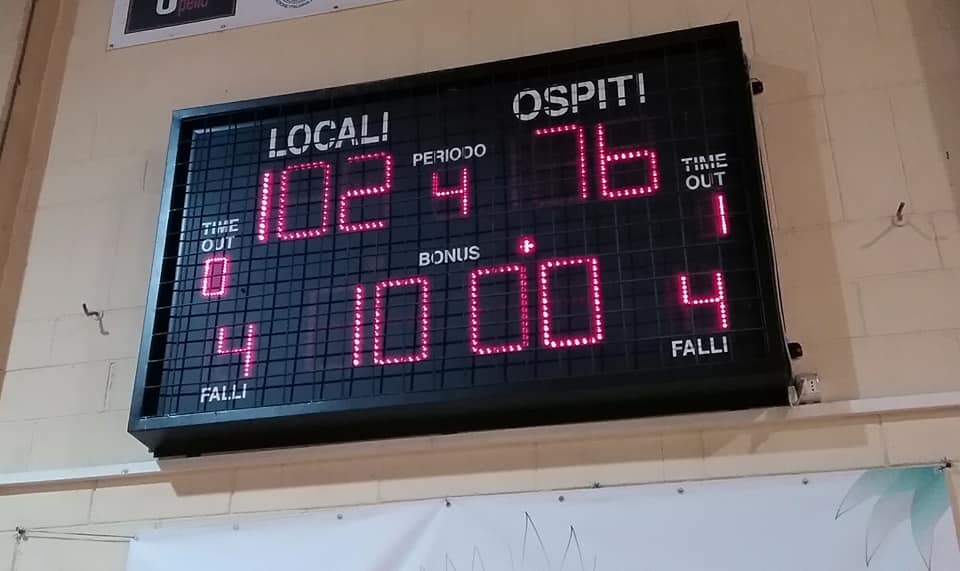 LOCALI
OSPITI
102
PERIODO
76
4
TIME
OUT
0
TIME
OUT
1
BONUS
10 00
4
FALLI
4
FALLI